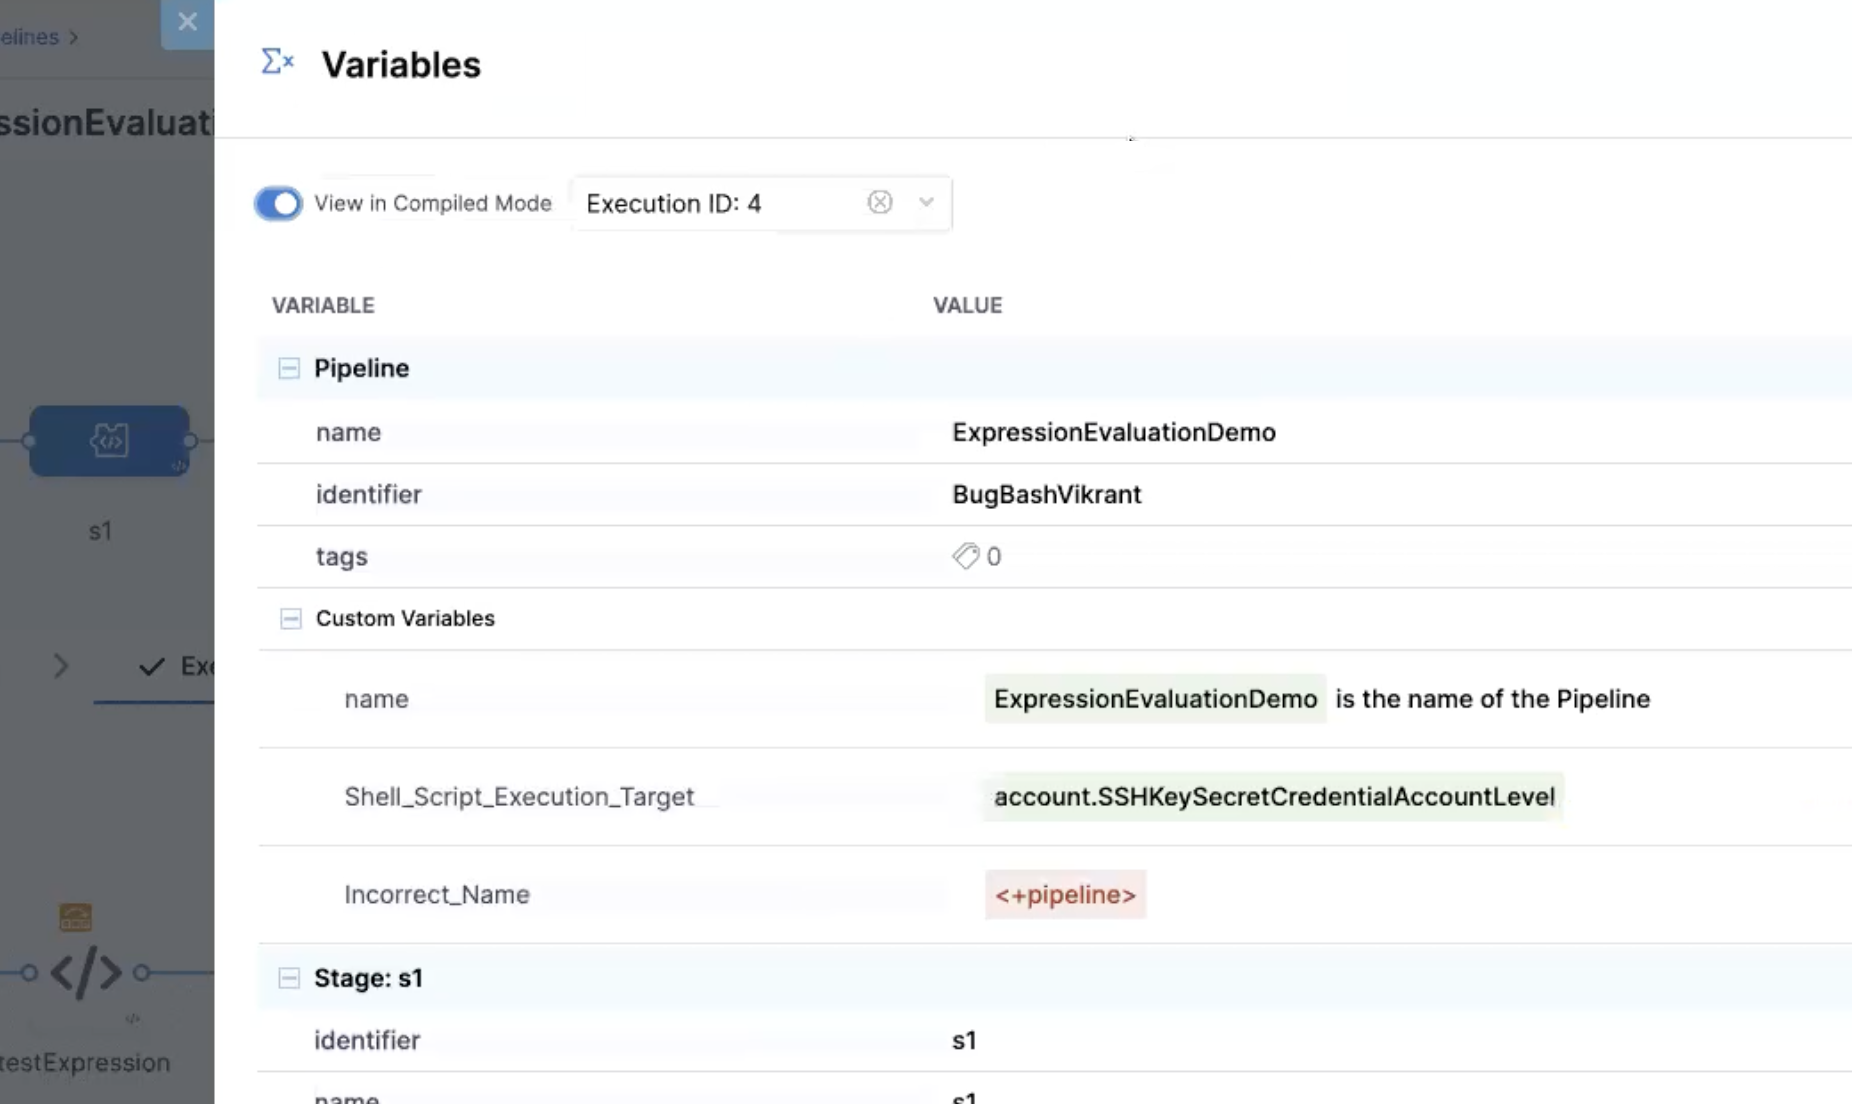 elines >
ssionEvaluati
Variables
View in Compiled Mode
Execution ID: 4
VARIABLE
VALUE
Pipeline
name
ExpressionEvaluationDemo
identifier
BugBashVikrant
tags
0
Custom Variables
name
ExpressionEvaluationDemo is the name of the Pipeline
Shell_Script_Execution_Target
account.SSHKeySecretCredentialAccountLevel
Incorrect_Name
<+pipeline>
Stage: s1
identifier
s1
name
s1
s1
Exe
testExpression